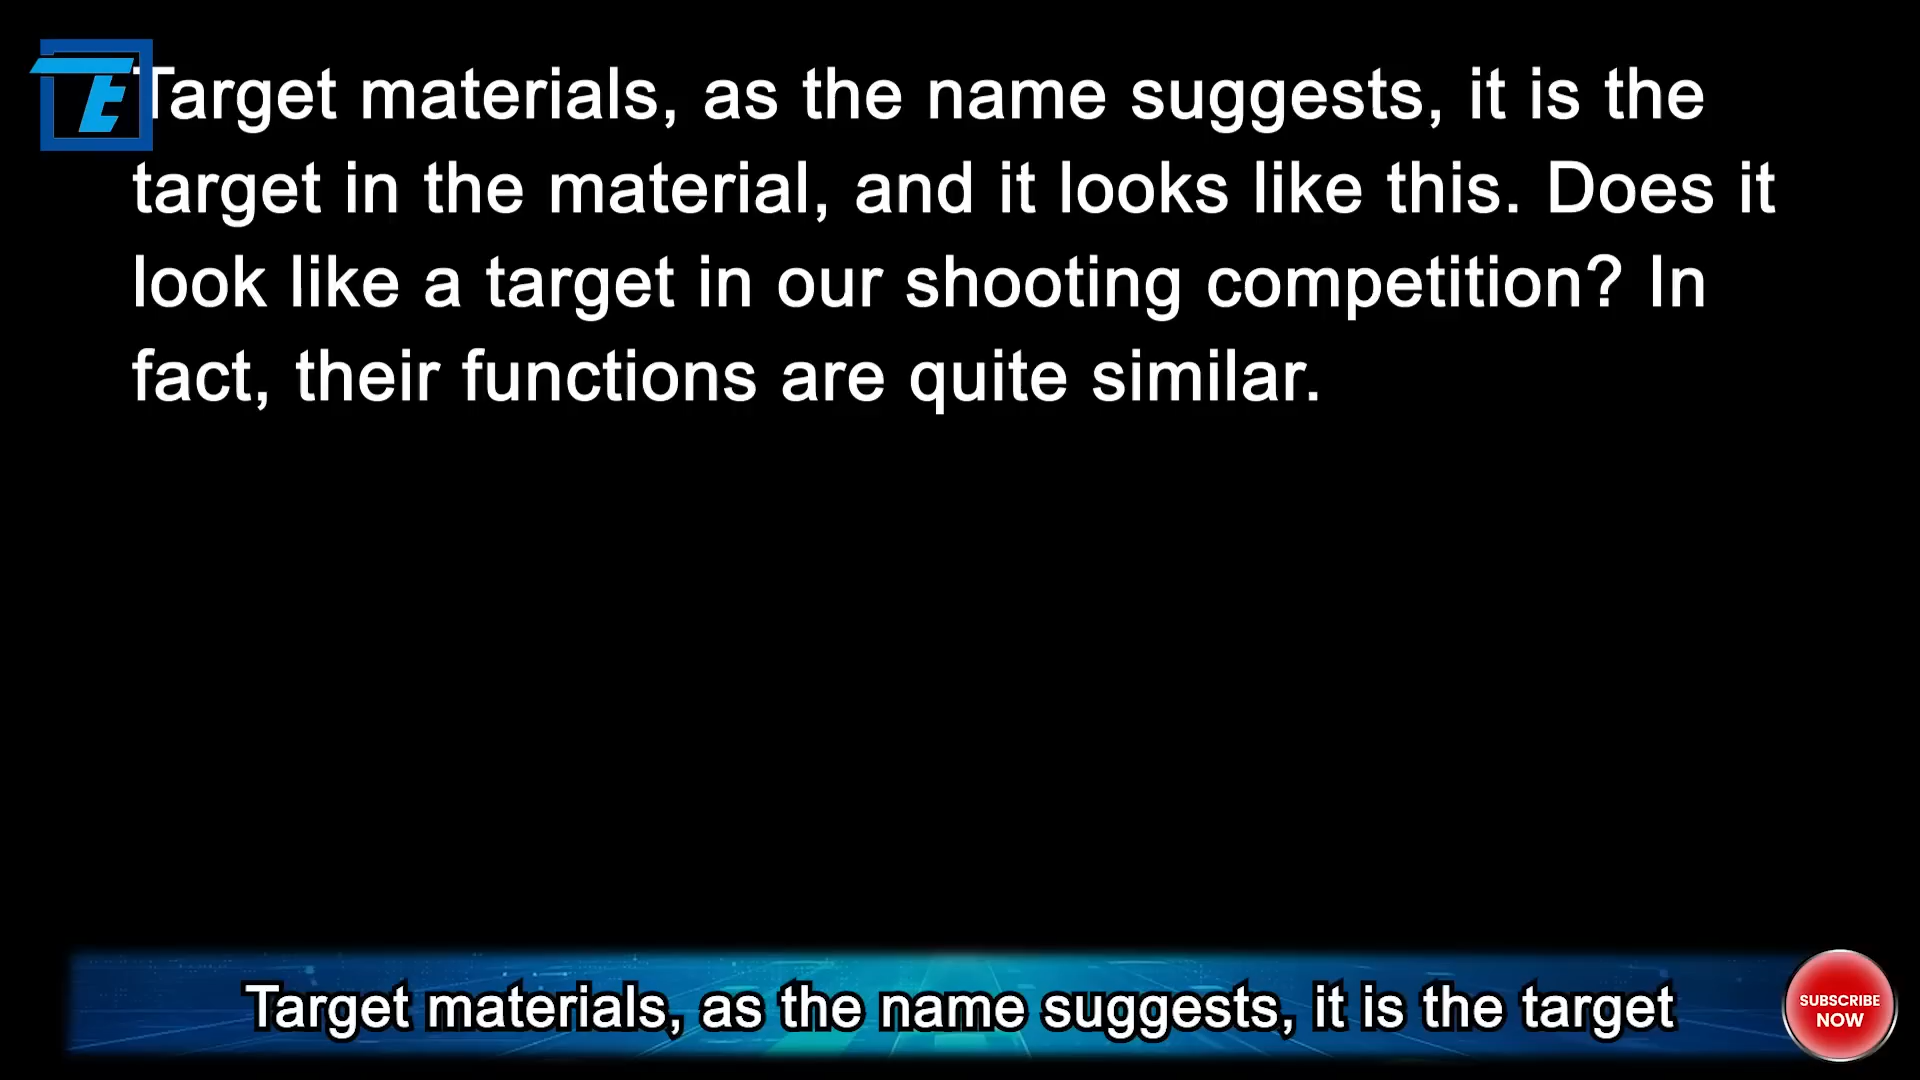 TE
Target materials, as the name suggests, it is the
target in the material, and it looks like this. Does it
look like a target in our shooting competition? In
fact, their functions are quite similar.
Target materials, as the name suggests, it is the target
SUBSCRIBE
NOW